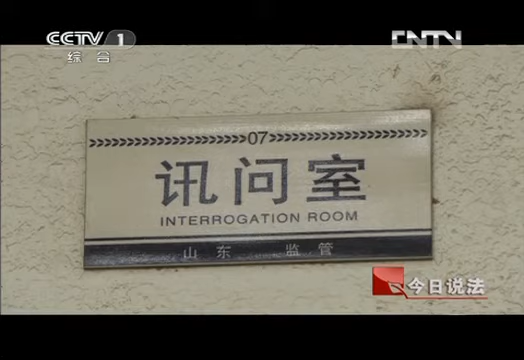 CCTV 1
综合
CNTV
07
讯问室
INTERROGATION ROOM
山东 监管
今日说法